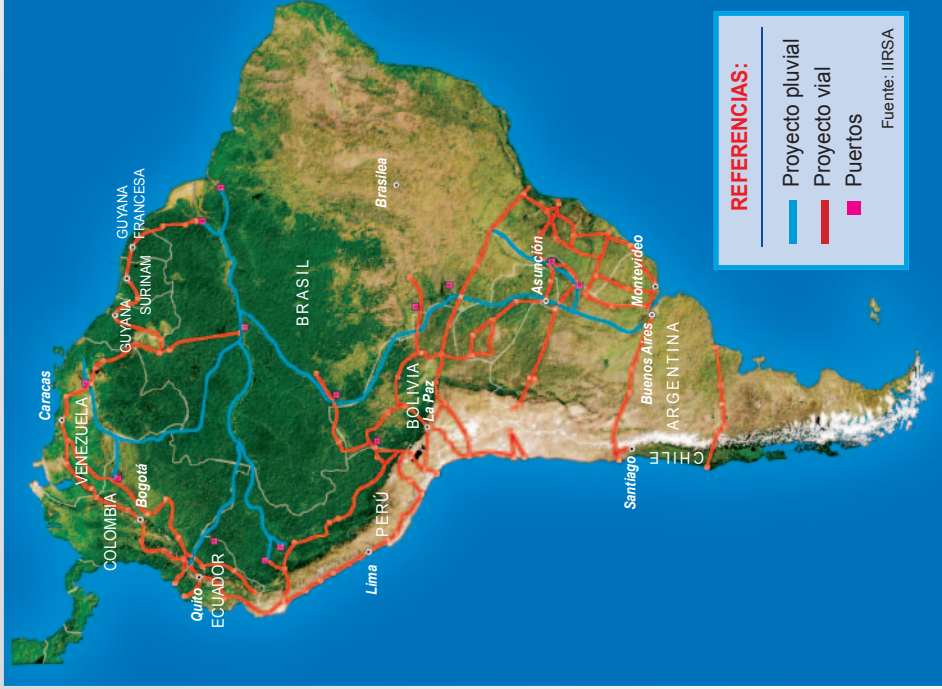 Caracas
VENEZUELA
COLOMBIA
Bogotá
GUYANA
SURINAM
GUYANA
FRANCESA
Quito
ECUADOR
BRASIL
Brasilea
PERÚ
Lima
BOLIVIA
La Paz
Asunción
Santiago
CHILE
Buenos Aires
ARGENTINA
Montevideo
REFERENCIAS:
Proyecto pluvial
Proyecto vial
Puertos
Fuente: IIRSA